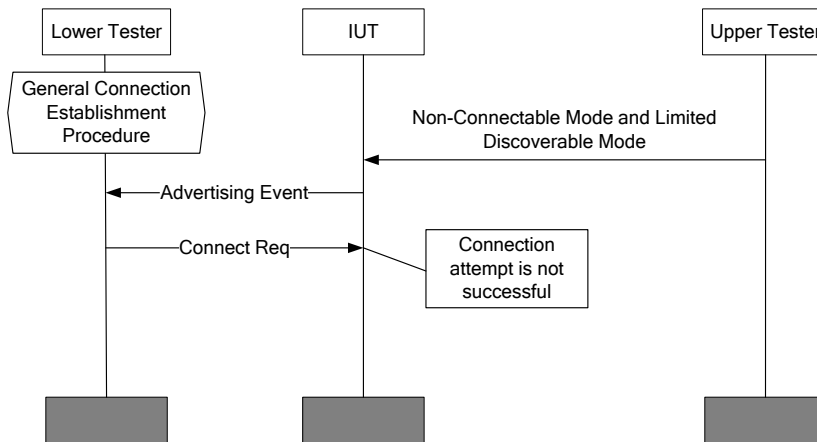 Lower Tester
IUT
Upper Tester
General Connection
Establishment
Procedure
Non-Connectable Mode and Limited
Discoverable Mode
Advertising Event
Connect Req
Connection
attempt is not
successful